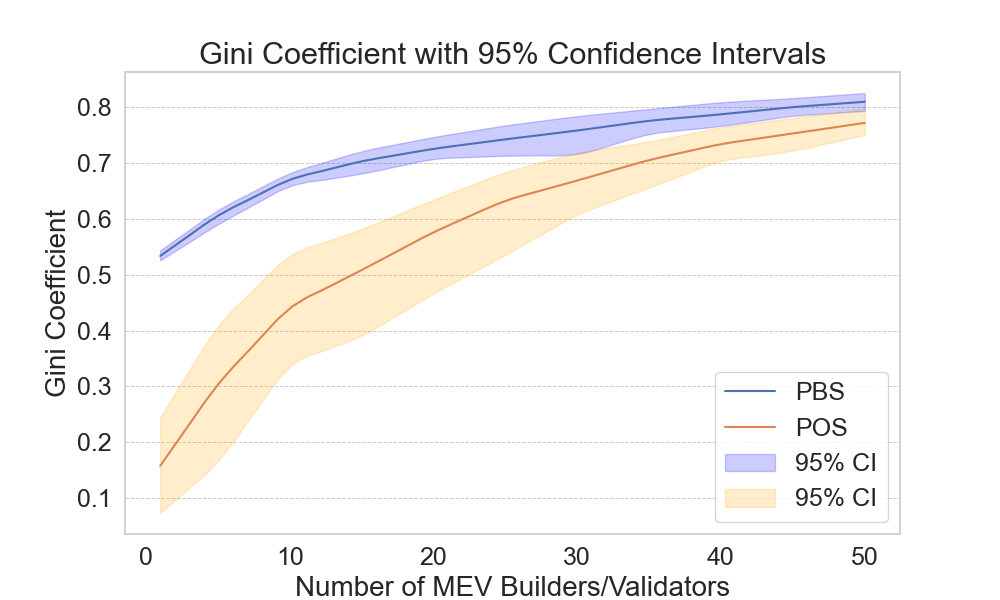 Gini Coefficient with 95% Confidence Intervals
Gini Coefficient
0.8
0.7
0.6
0.5
0.4
0.3
0.2
0.1
PBS
POS
95% CI
95% CI
0 10 20 30 40 50
Number of MEV Builders/Validators